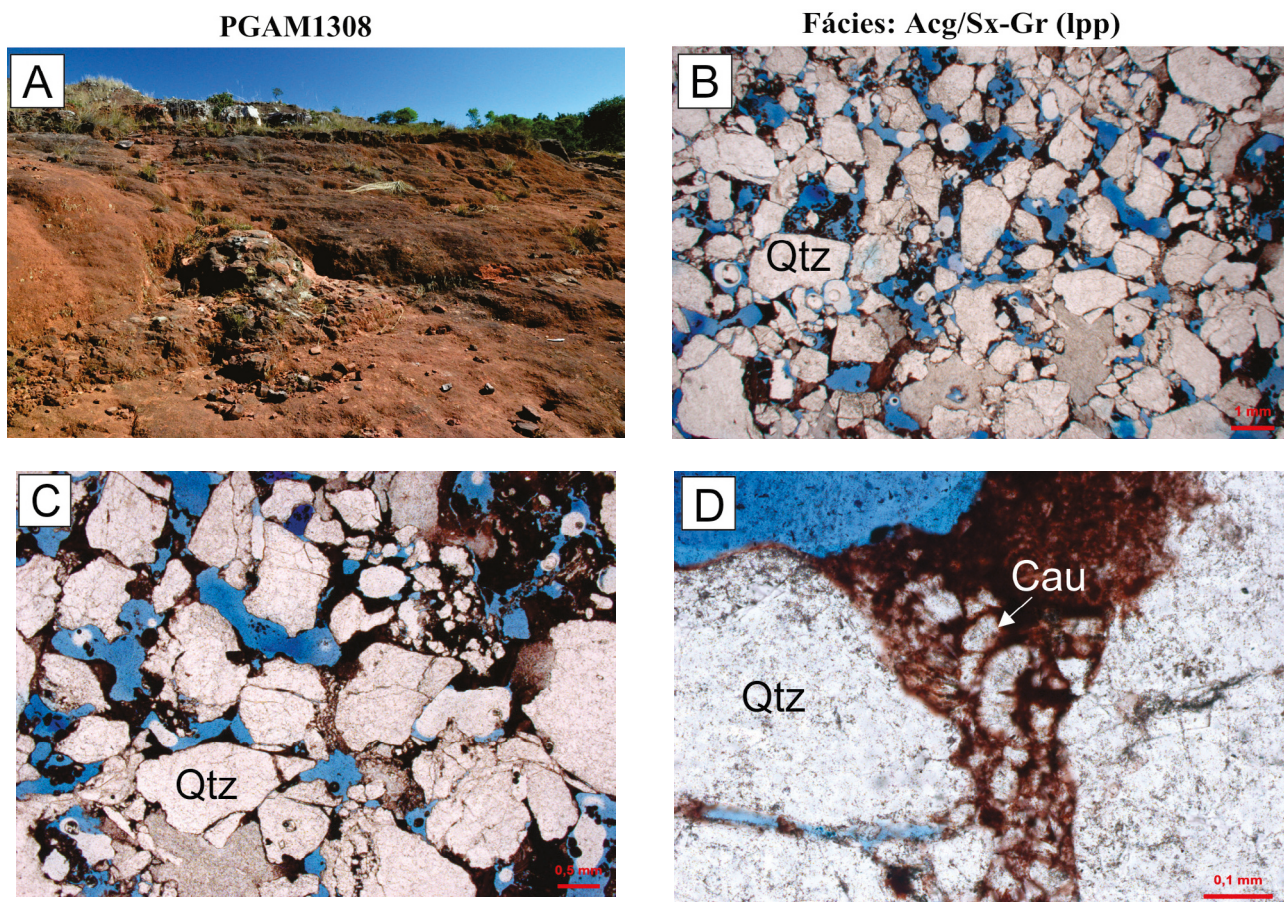 PGAM1308
Fácies: Acg/Sx-Gr (lpp)
A
B
Qtz
1 mm
C
Qtz
0,5 mm
D
Cau
Qtz
0,1 mm